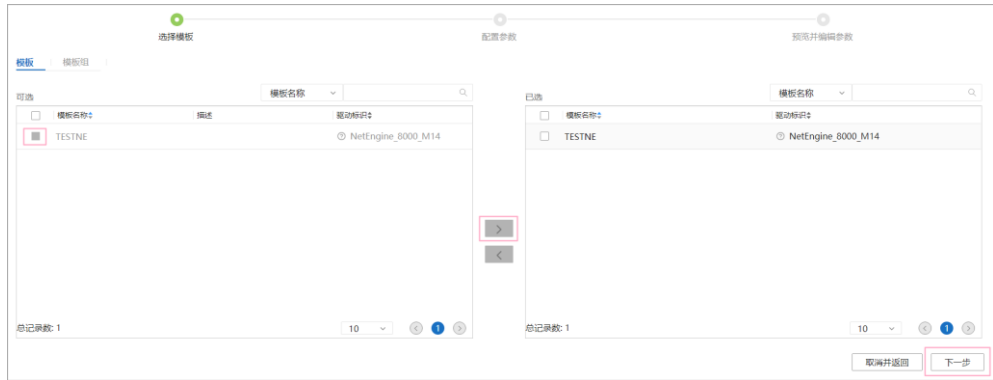 选择模板 配置参数 预览并编辑参数
模板 模板组
可选 模板名称 已选 模板名称
模板名称 描述 驱动标识 模板名称 驱动标识
TESTNE NetEngine_8000_M14 TESTNE NetEngine_8000_M14
总记录数: 1 10 1 总记录数: 1 10 1
取消并返回 下一步